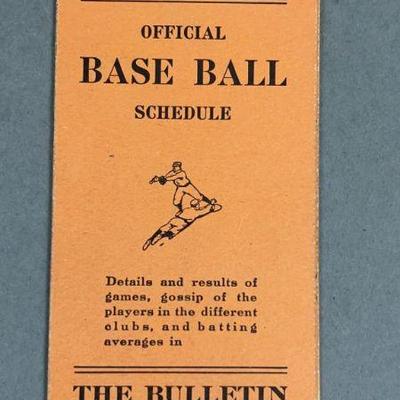 OFFICIAL
BASE BALL
SCHEDULE
Details and results of
games, gossip of the
players in the different
clubs, and batting
averages in
THE BULLETIN